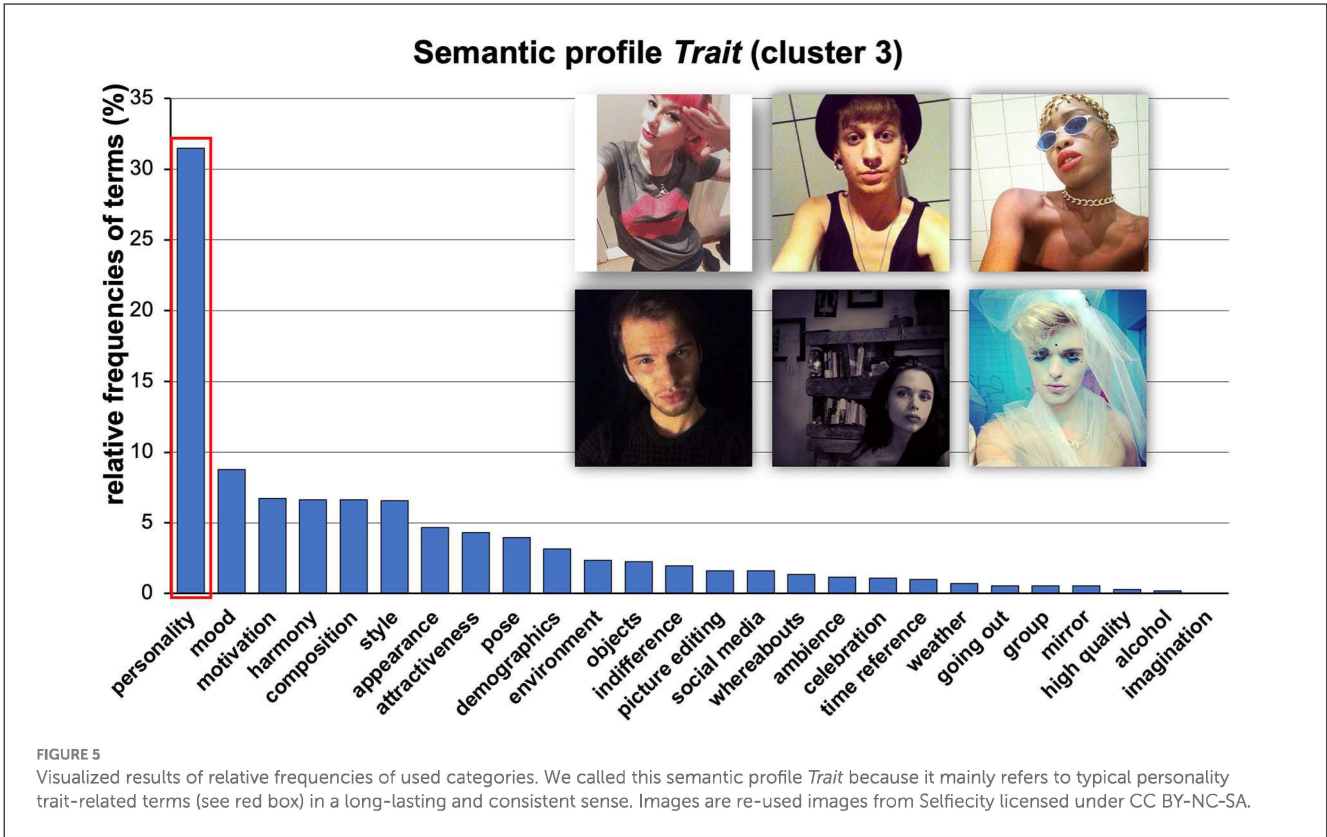 Semantic profile Trait (cluster 3)
relative frequencies of terms (%)
35
30
25
20
15
10
5
0
personality
mood
motivation
harmony
composition
style
appearance
attractiveness
pose
demographics
environment
objects
indifference
picture editing
social media
whereabouts
ambience
celebration
time reference
weather
going out
group
mirror
high quality
alcohol
imagination
FIGURE 5
Visualized results of relative frequencies of used categories. We called this semantic profile Trait because it mainly refers to typical personality
trait-related terms (see red box) in a long-lasting and consistent sense. Images are re-used images from Selfiecity licensed under CC BY-NC-SA.